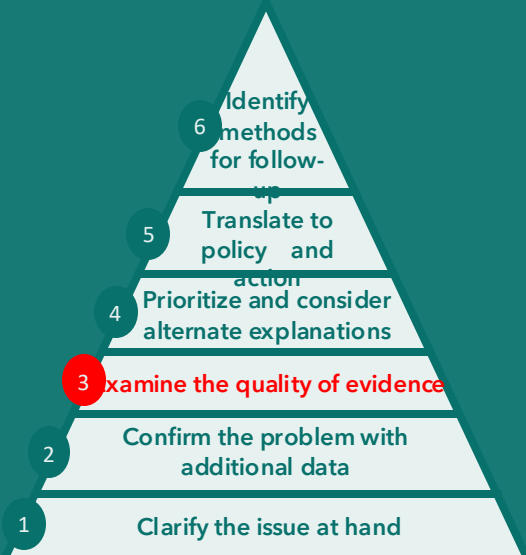 6
Identify
methods
for follow-
up
5
Translate to
policy and
action
4
Prioritize and consider
alternate explanations
3
Examine the quality of evidence
2
Confirm the problem with
additional data
1
Clarify the issue at hand